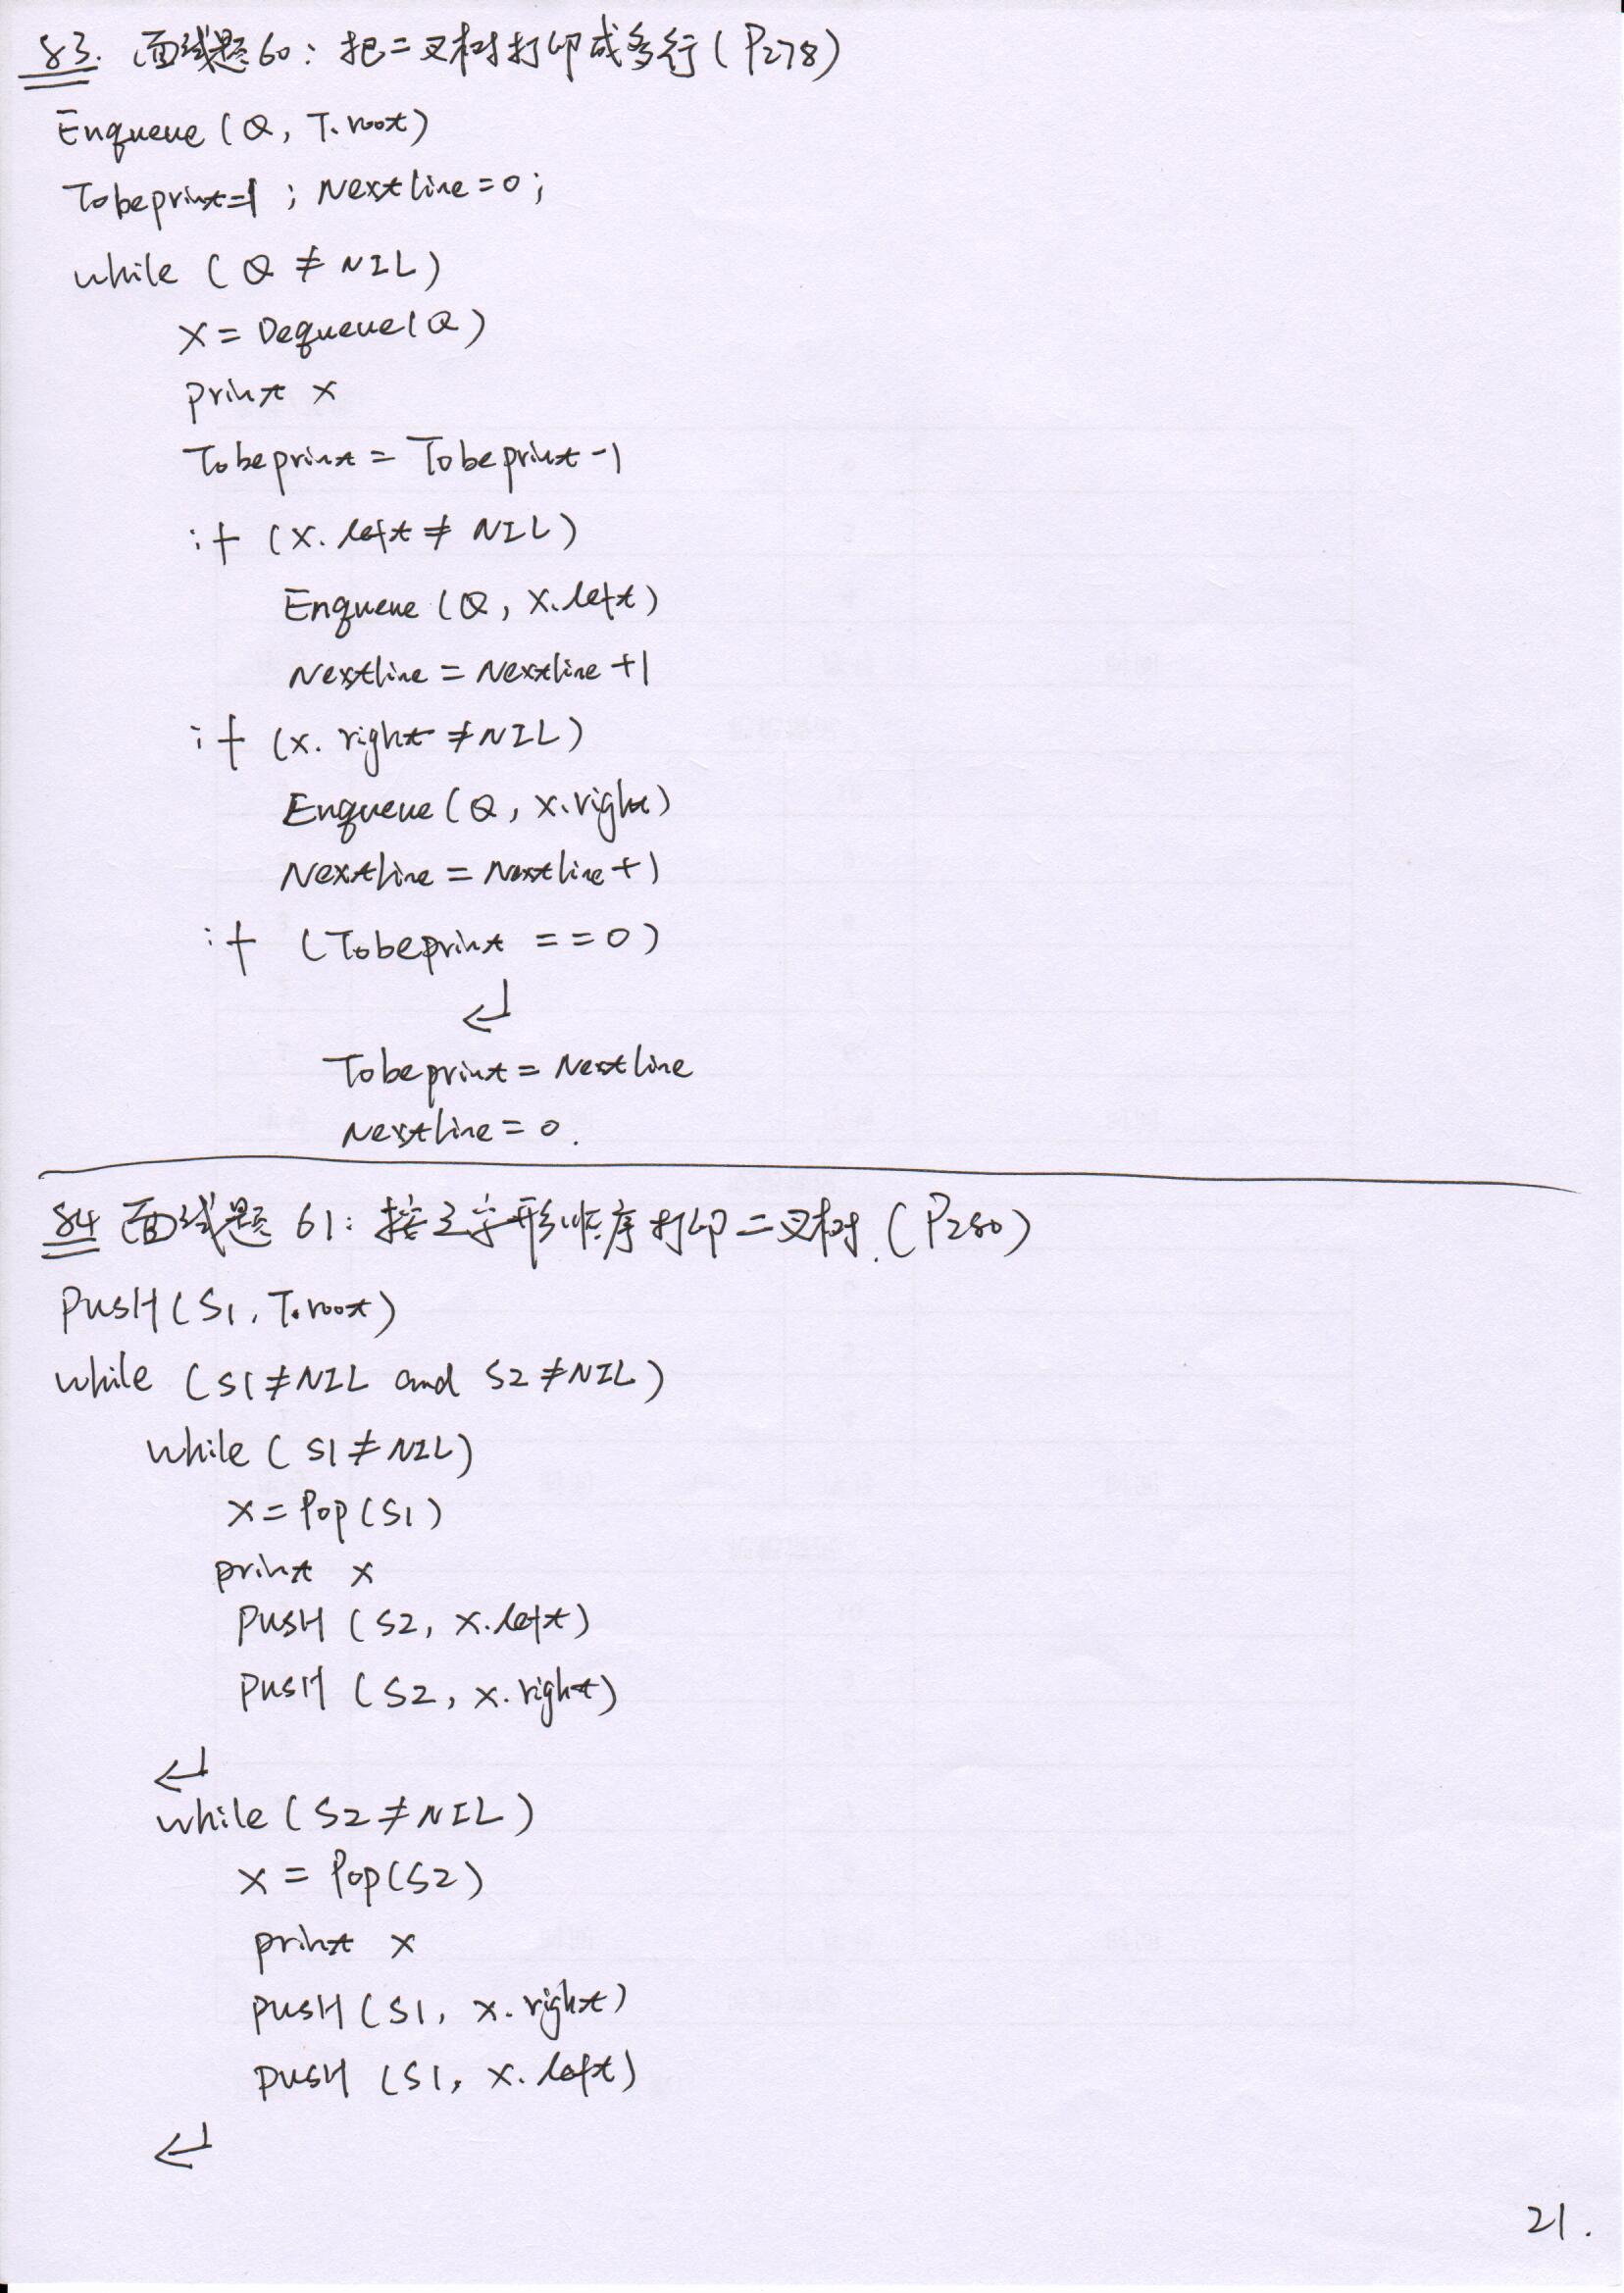 83. 面试题60：把二叉树打印成多行(P278)
Enqueue(Q, T.root)
Tobeprint=1; Nextline=0;
while (Q ≠ NIL)
X = Dequeue(Q)
print x
Tobeprint = Tobeprint-1
if (X.left ≠ NIL)
Enqueue(Q, X.left)
Nextline = Nextline+1
if (x.right ≠ NIL)
Enqueue(Q, x.right)
Nextline = Nextline+1
if (Tobeprint ==0)
↵
Tobeprint = Nextline
Nextline = 0.
84 面试题 61：按之字形顺序打印二叉树.(P280)
PUSH(S1, T.root)
while (S1≠NIL and S2≠NIL)
while (S1≠NIL)
X = Pop(S1)
print x
PUSH (S2, x.left)
PUSH (S2, x.right)
↵
while (S2≠NIL)
x = Pop(S2)
print x
PUSH (S1, x.right)
PUSH (S1, x.left)
↵
21.